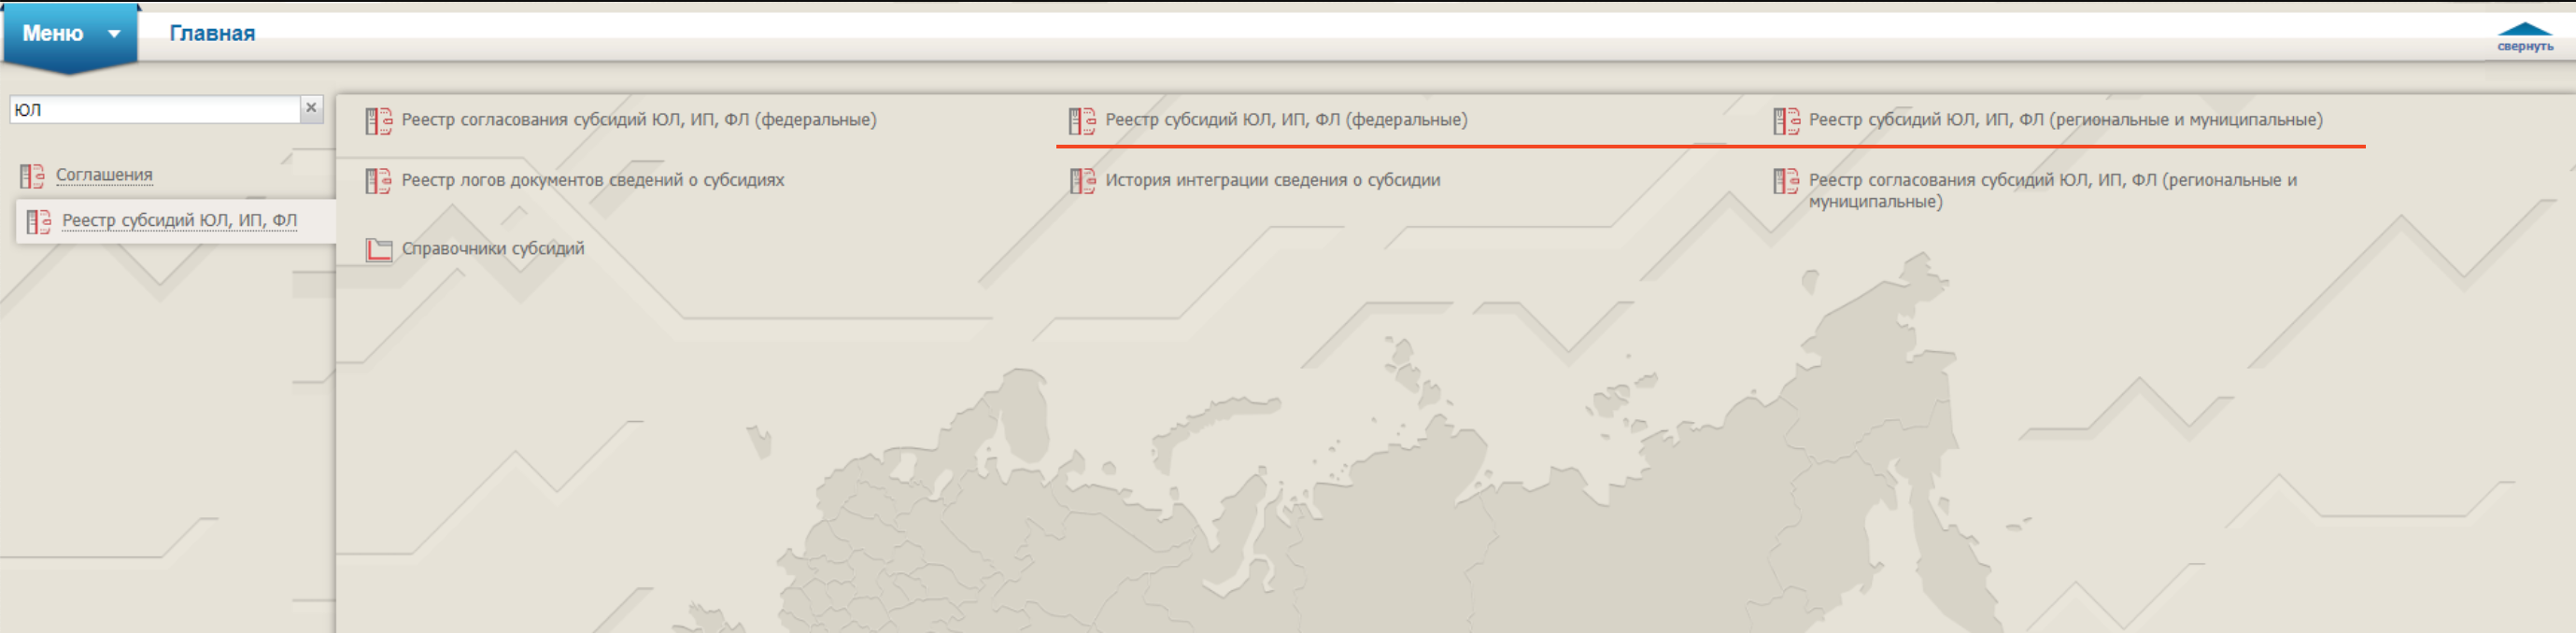 Меню
Главная
свернуть
ЮЛ
Соглашения
Реестр субсидий ЮЛ, ИП, ФЛ
Реестр согласования субсидий ЮЛ, ИП, ФЛ (федеральные)
Реестр субсидий ЮЛ, ИП, ФЛ (федеральные)
Реестр субсидий ЮЛ, ИП, ФЛ (региональные и муниципальные)
Реестр логов документов сведений о субсидиях
История интеграции сведения о субсидии
Реестр согласования субсидий ЮЛ, ИП, ФЛ (региональные и
муниципальные)
Справочники субсидий